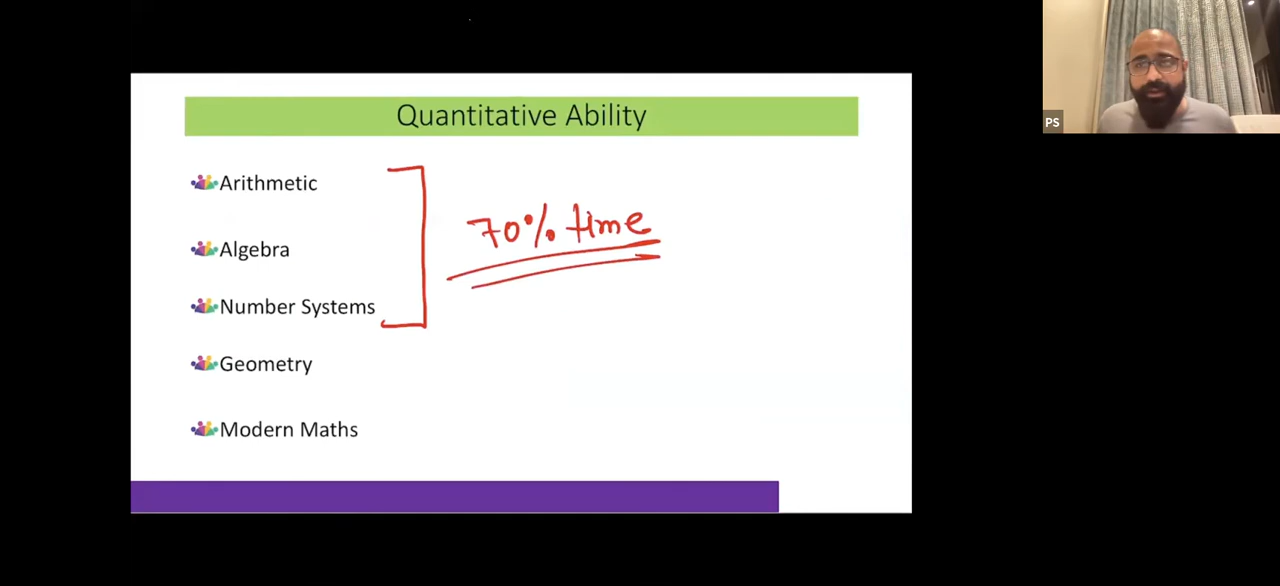 Quantitative Ability
Arithmetic
Algebra
Number Systems
Geometry
Modern Maths
70% time
PS